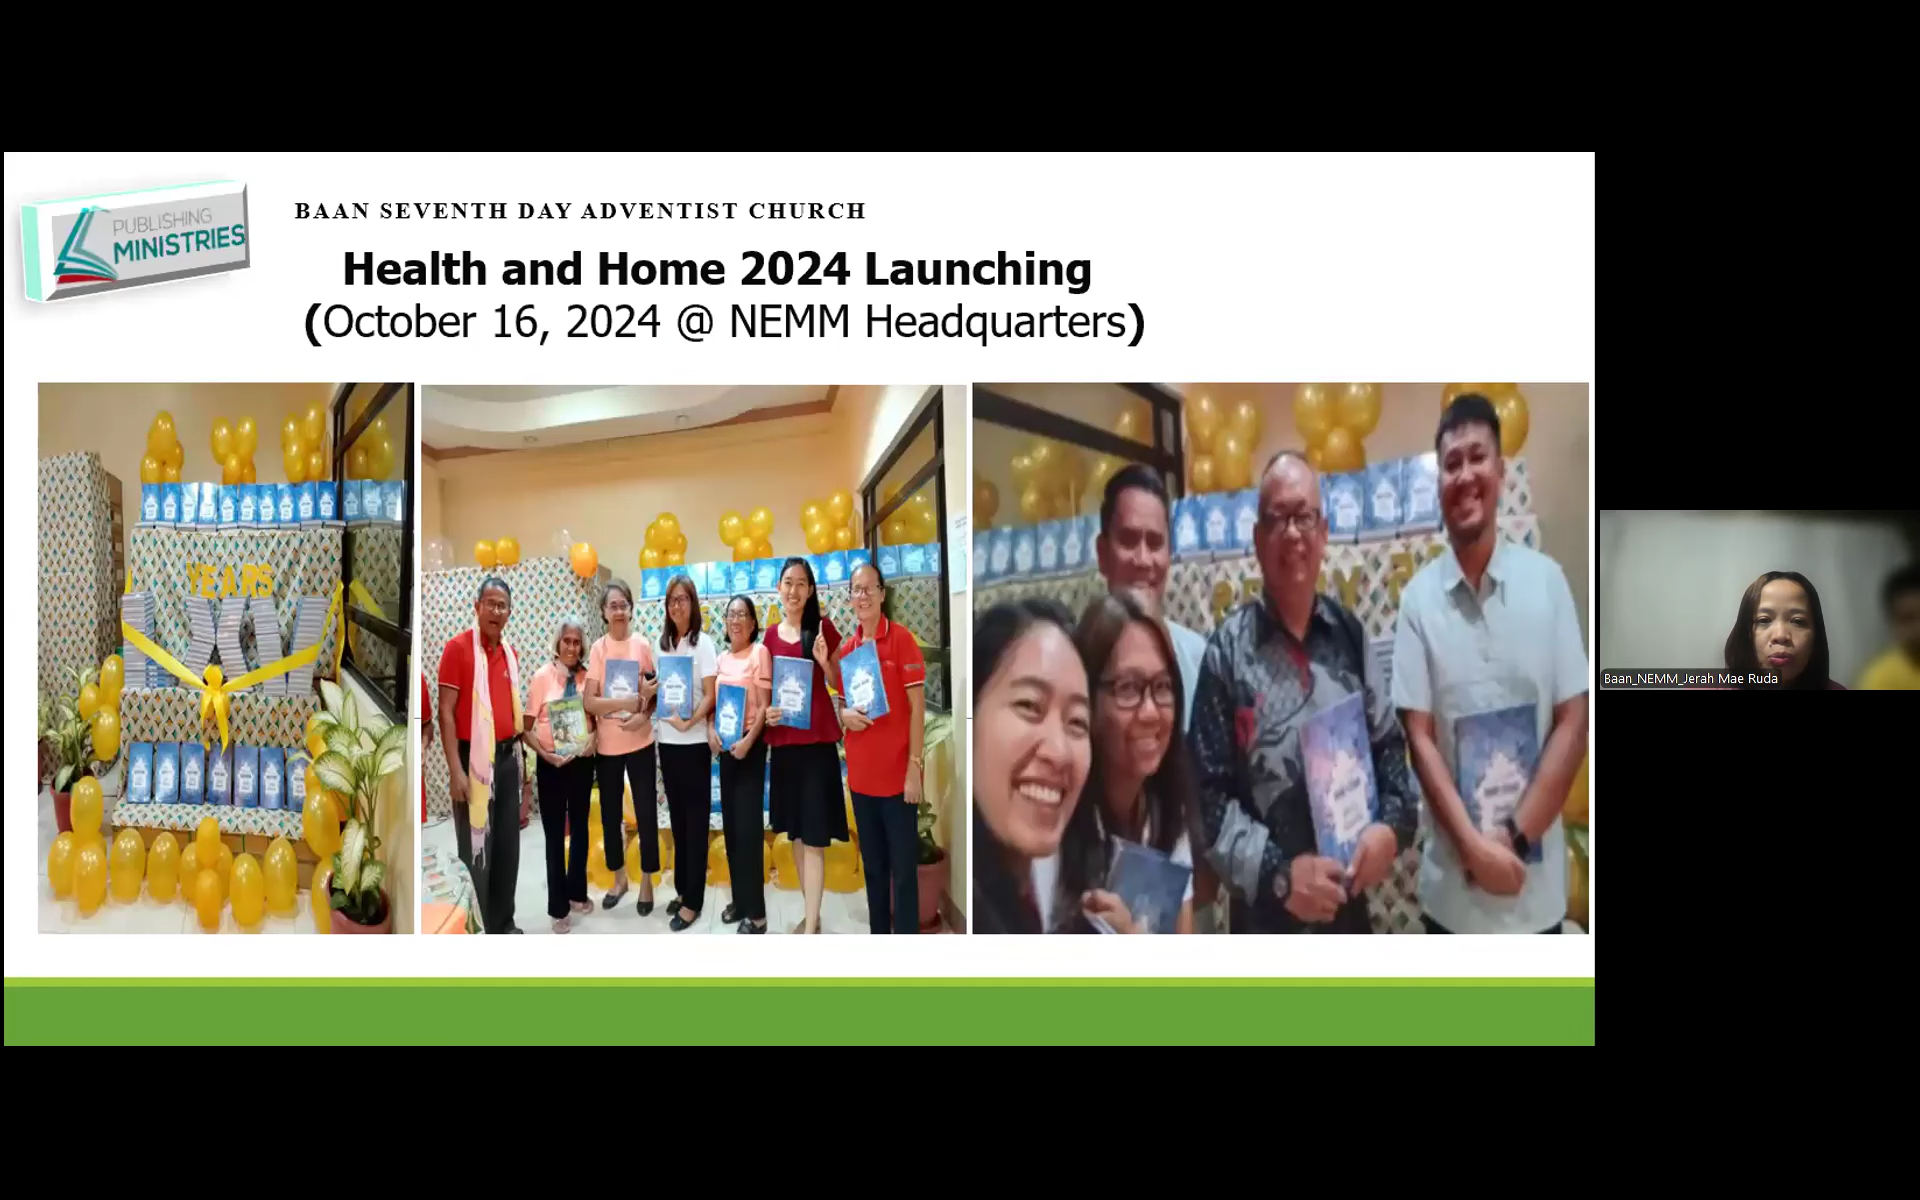 PUBLISHING
MINISTRIES
BAAN SEVENTH DAY ADVENTIST CHURCH
Health and Home 2024 Launching
(October 16, 2024 @ NEMM Headquarters)
YEARS
Baan_NEMM_Jerah Mae Ruda